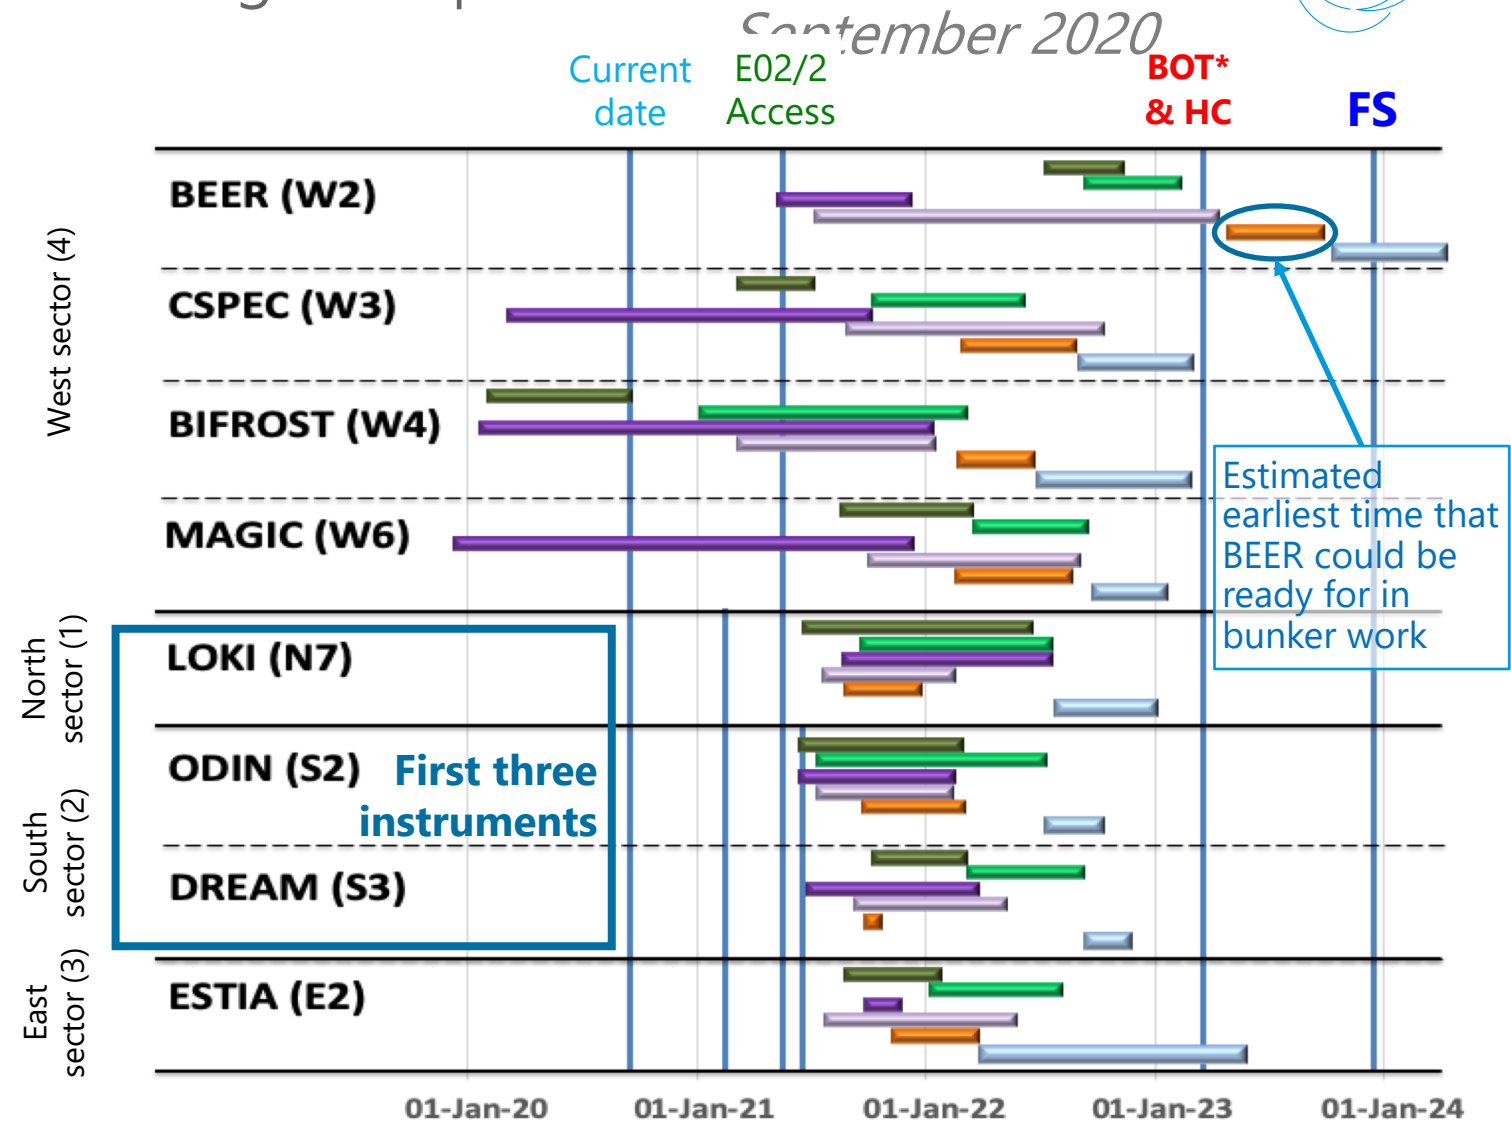 September 2020
Current
date
E02/2
Access
BOT*
& HC
FS
West sector (4)
BEER (W2)
CSPEC (W3)
BIFROST (W4)
MAGIC (W6)
Estimated
earliest time that
BEER could be
ready for in
bunker work
North
sector (1)
LOKI (N7)
South
sector (2)
ODIN (S2)
First three
instruments
DREAM (S3)
East
sector (3)
ESTIA (E2)
01-Jan-20
01-Jan-21
01-Jan-22
01-Jan-23
01-Jan-24